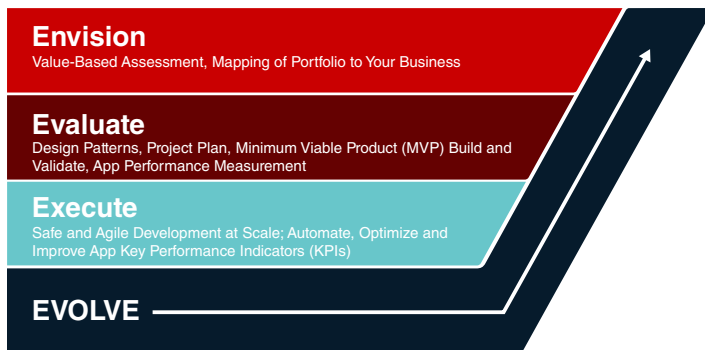 Envision
Value-Based Assessment, Mapping of Portfolio to Your Business
Evaluate
Design Patterns, Project Plan, Minimum Viable Product (MVP) Build and
Validate, App Performance Measurement
Execute
Safe and Agile Development at Scale; Automate, Optimize and
Improve App Key Performance Indicators (KPIs)
EVOLVE